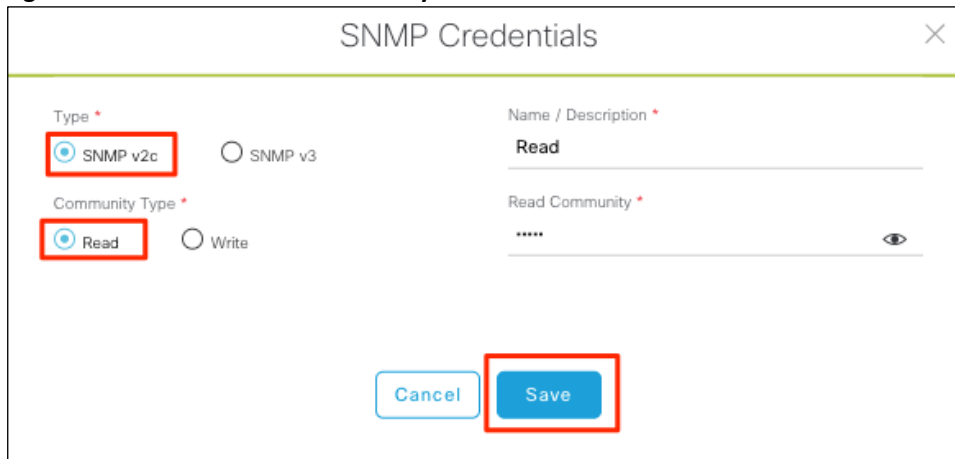 SNMP Credentials
Type *
Name / Description *
SNMP v2c
SNMP v3
Read
Community Type *
Read Community *
Read
Write
•••••
Cancel
Save